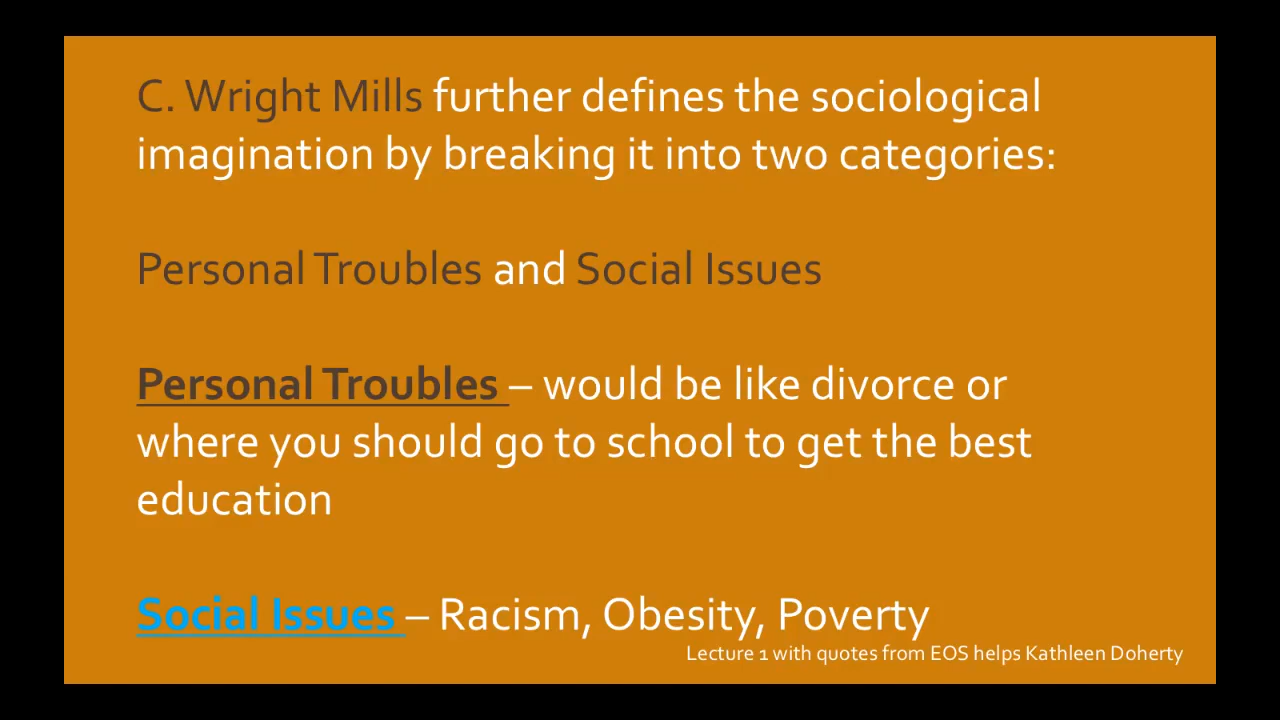 C. Wright Mills further defines the sociological
imagination by breaking it into two categories:
Personal Troubles and Social Issues
Personal Troubles – would be like divorce or
where you should go to school to get the best
education
Social Issues – Racism, Obesity, Poverty
Lecture 1 with quotes from EOS helps Kathleen Doherty